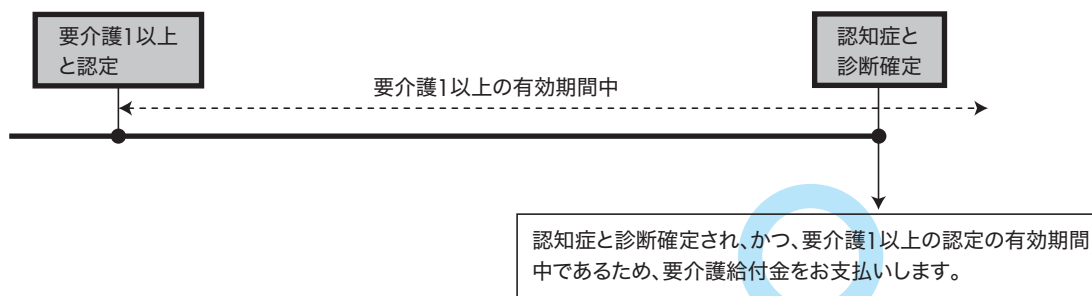 要介護1以上
と認定
認知症と
診断確定
要介護1以上の有効期間中
認知症と診断確定され、かつ、要介護1以上の認定の有効期間
中であるため、要介護給付金をお支払いします。